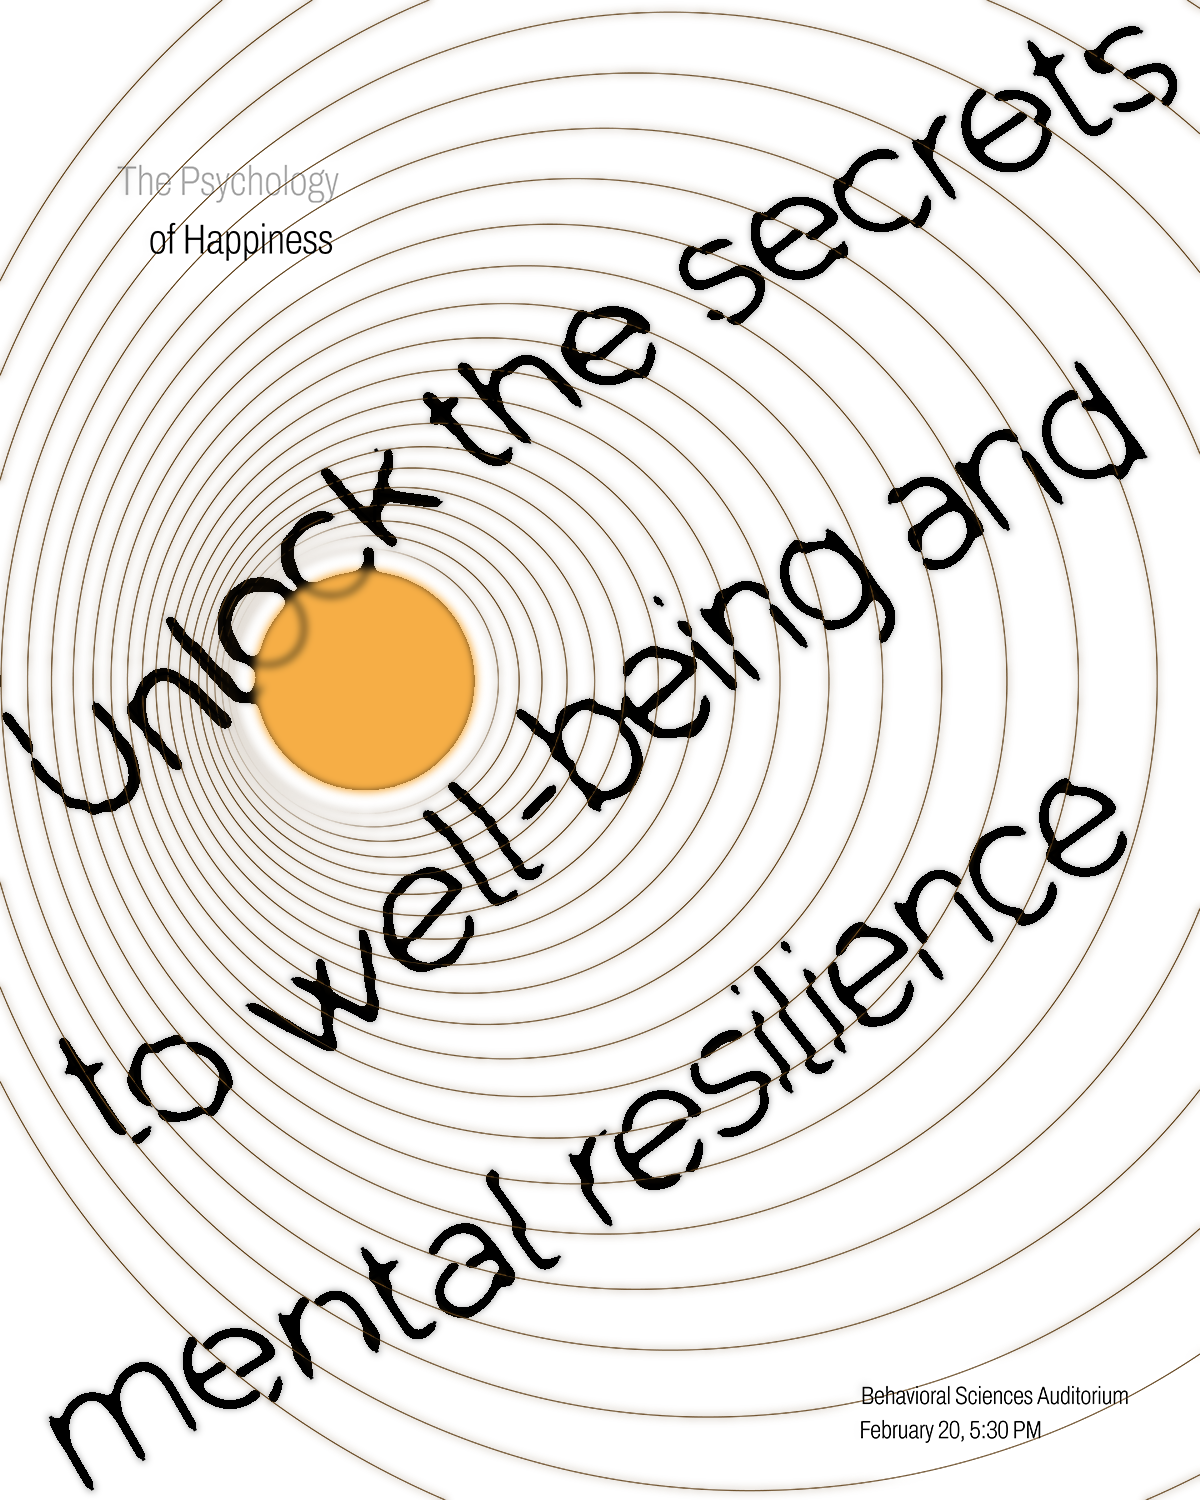 The Psychology
of Happiness
Unlock the secrets
to well-being and
mental resilience
Behavioral Sciences Auditorium
February 20, 5:30 PM